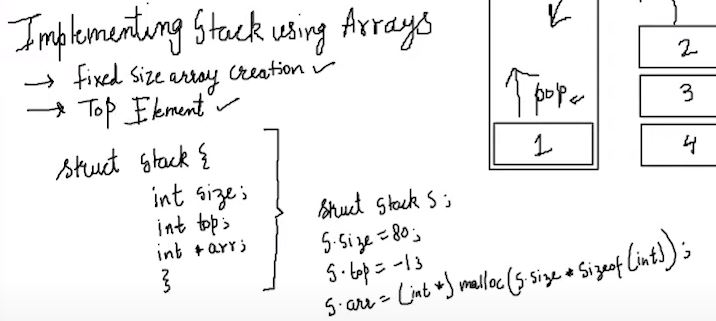 Implementing Stack using Arrays
→ Fixed size array creation ✓
→ Top Element ✓
struct stack {
int size;
int top;
int * arr;
}
struct stack S;
S.size = 80;
S.top = -1;
S.arr = (int *) malloc(S.size * sizeof(int));
pop
1
2
3
4